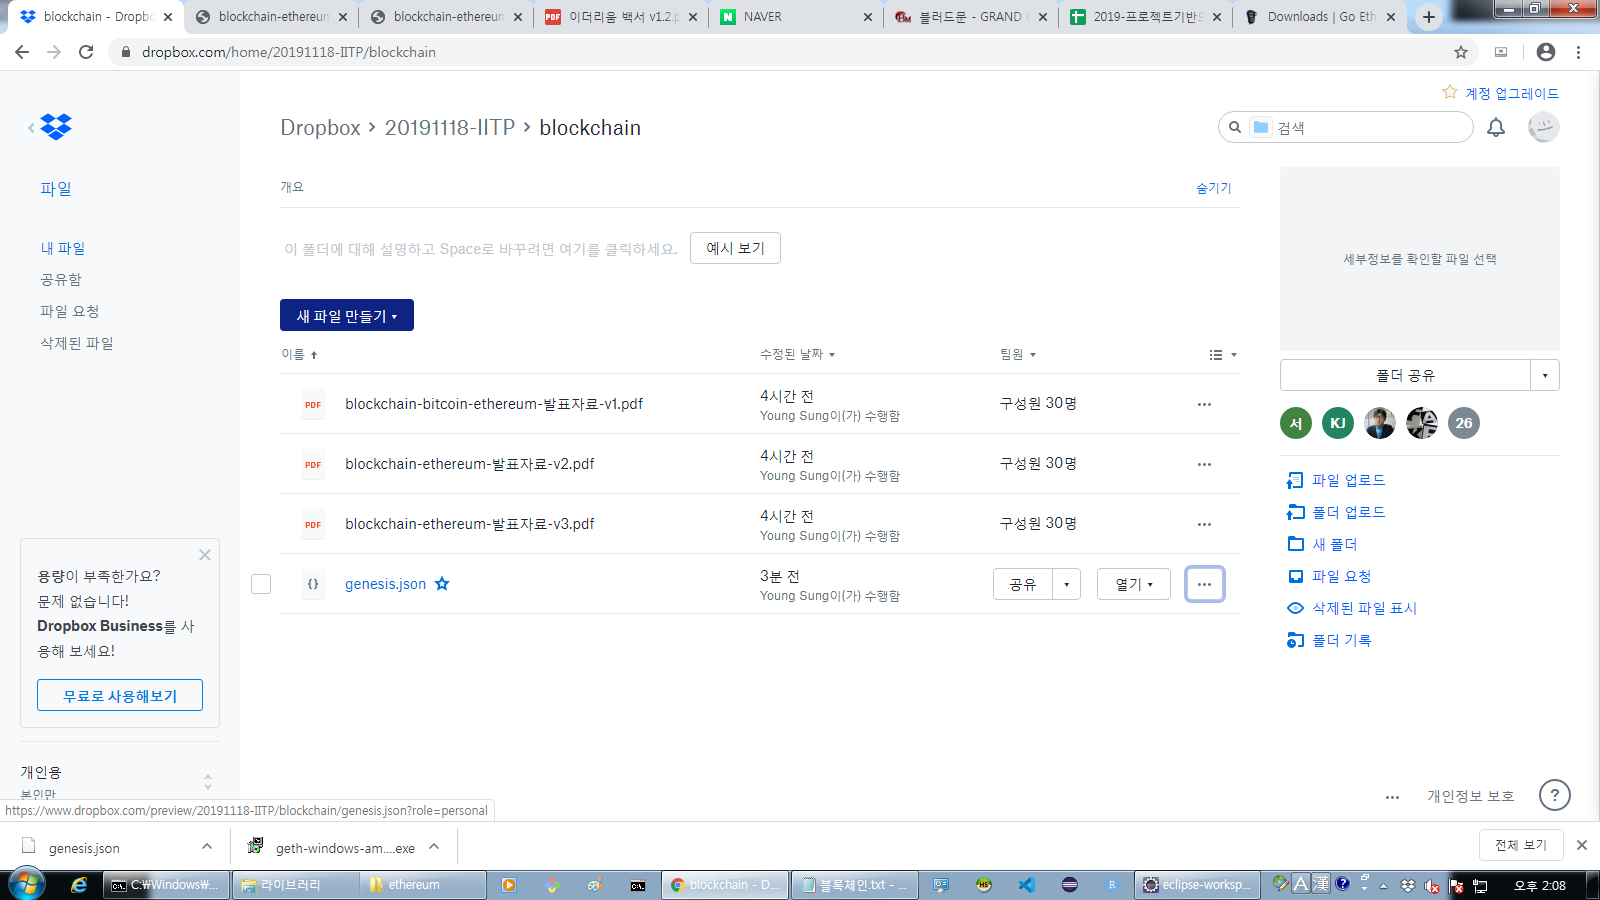 blockchain - Dropbo
blockchain-ethereum
blockchain-ethereum
이더리움 백서 v1.2.p
NAVER
블러드문 - GRAND
2019-프로젝트기반
Downloads | Go Eth
dropbox.com/home/20191118-IITP/blockchain
계정 업그레이드
Dropbox > 20191118-IITP > blockchain
검색
파일
개요
숨기기
내 파일
공유함
파일 요청
삭제된 파일
이 폴더에 대해 설명하고 Space로 바꾸려면 여기를 클릭하세요.
예시 보기
세부정보를 확인할 파일 선택
새 파일 만들기
이름
수정된 날짜
팀원
폴더 공유
PDF
blockchain-bitcoin-ethereum-발표자료-v1.pdf
4시간 전
Young Sung이(가) 수행함
구성원 30명
서
KJ
26
PDF
blockchain-ethereum-발표자료-v2.pdf
4시간 전
Young Sung이(가) 수행함
구성원 30명
PDF
blockchain-ethereum-발표자료-v3.pdf
4시간 전
Young Sung이(가) 수행함
구성원 30명
{}
genesis.json
3분 전
Young Sung이(가) 수행함
공유
열기
파일 업로드
폴더 업로드
새 폴더
파일 요청
삭제된 파일 표시
폴더 기록
용량이 부족한가요?
문제 없습니다!
Dropbox Business를 사
용해 보세요!
무료로 사용해보기
개인용
본인만
개인정보 보호
?
https://www.dropbox.com/preview/20191118-IITP/blockchain/genesis.json?role=personal
genesis.json
geth-windows-am....exe
전체 보기
C:₩Windows₩...
라이브러리
ethereum
blockchain - D...
블록체인.txt - ...
eclipse-worksp...
A
漢
오후 2:08